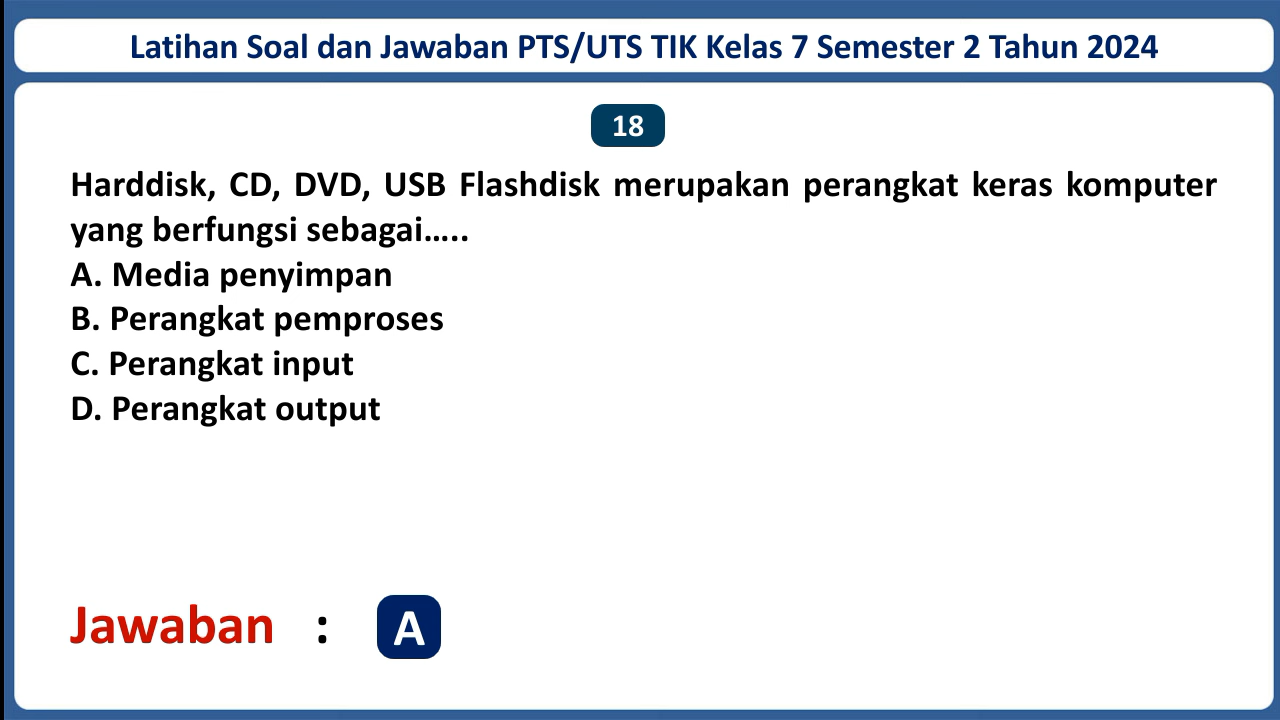 Latihan Soal dan Jawaban PTS/UTS TIK Kelas 7 Semester 2 Tahun 2024
18
Harddisk, CD, DVD, USB Flashdisk merupakan perangkat keras komputer
yang berfungsi sebagai.....
A. Media penyimpan
B. Perangkat pemproses
C. Perangkat input
D. Perangkat output
Jawaban : A